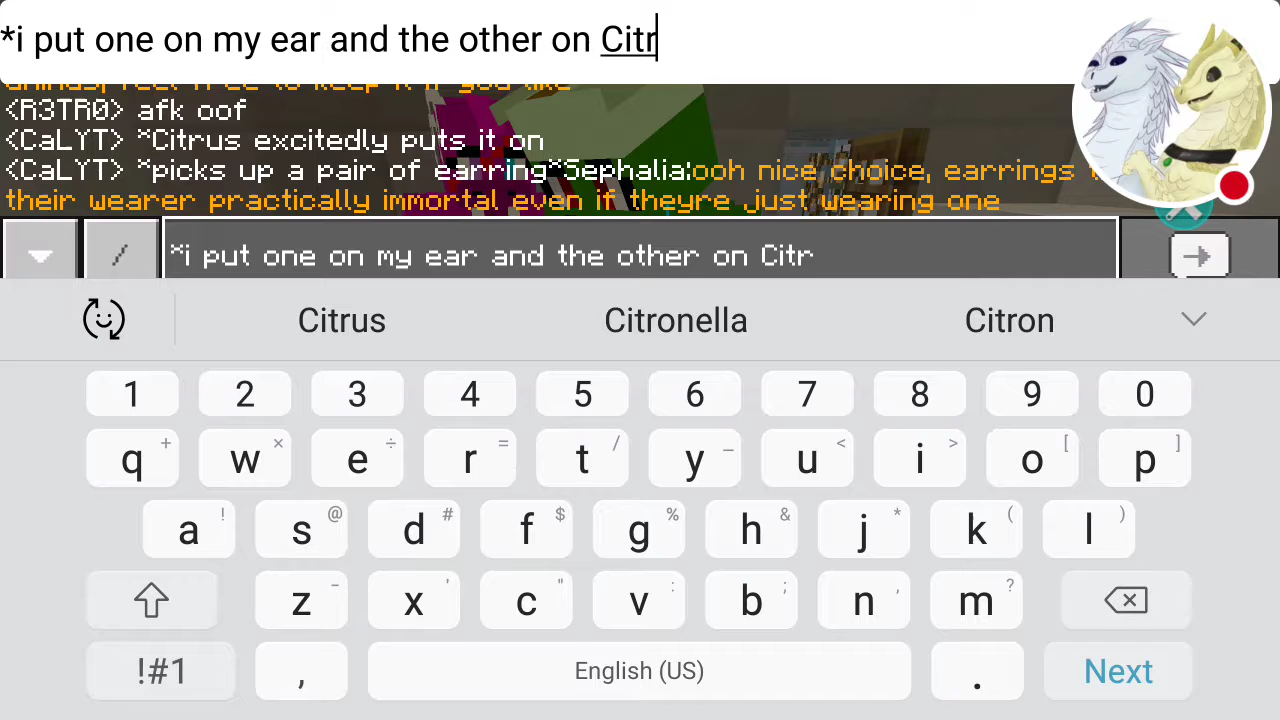 *i put one on my ear and the other on Citr
<R3TR0> afk oof
<CaLYT> *Citrus excitedly puts it on
<CaLYT> *picks up a pair of earring*Sephalia:ooh nice choice, earrings
their wearer practically immortal even if theyre just wearing one
/ *i put one on my ear and the other on Citr
Citrus Citronella Citron
1 2 3 4 5 6 7 8 9 0
q + w × e ÷ r = t / y _ u < i > o [ p ]
a ! s @ d # f $ g % h & j * k ( l )
z - x ' c " v : b ; n , m ?
!#1 , English (US) . Next